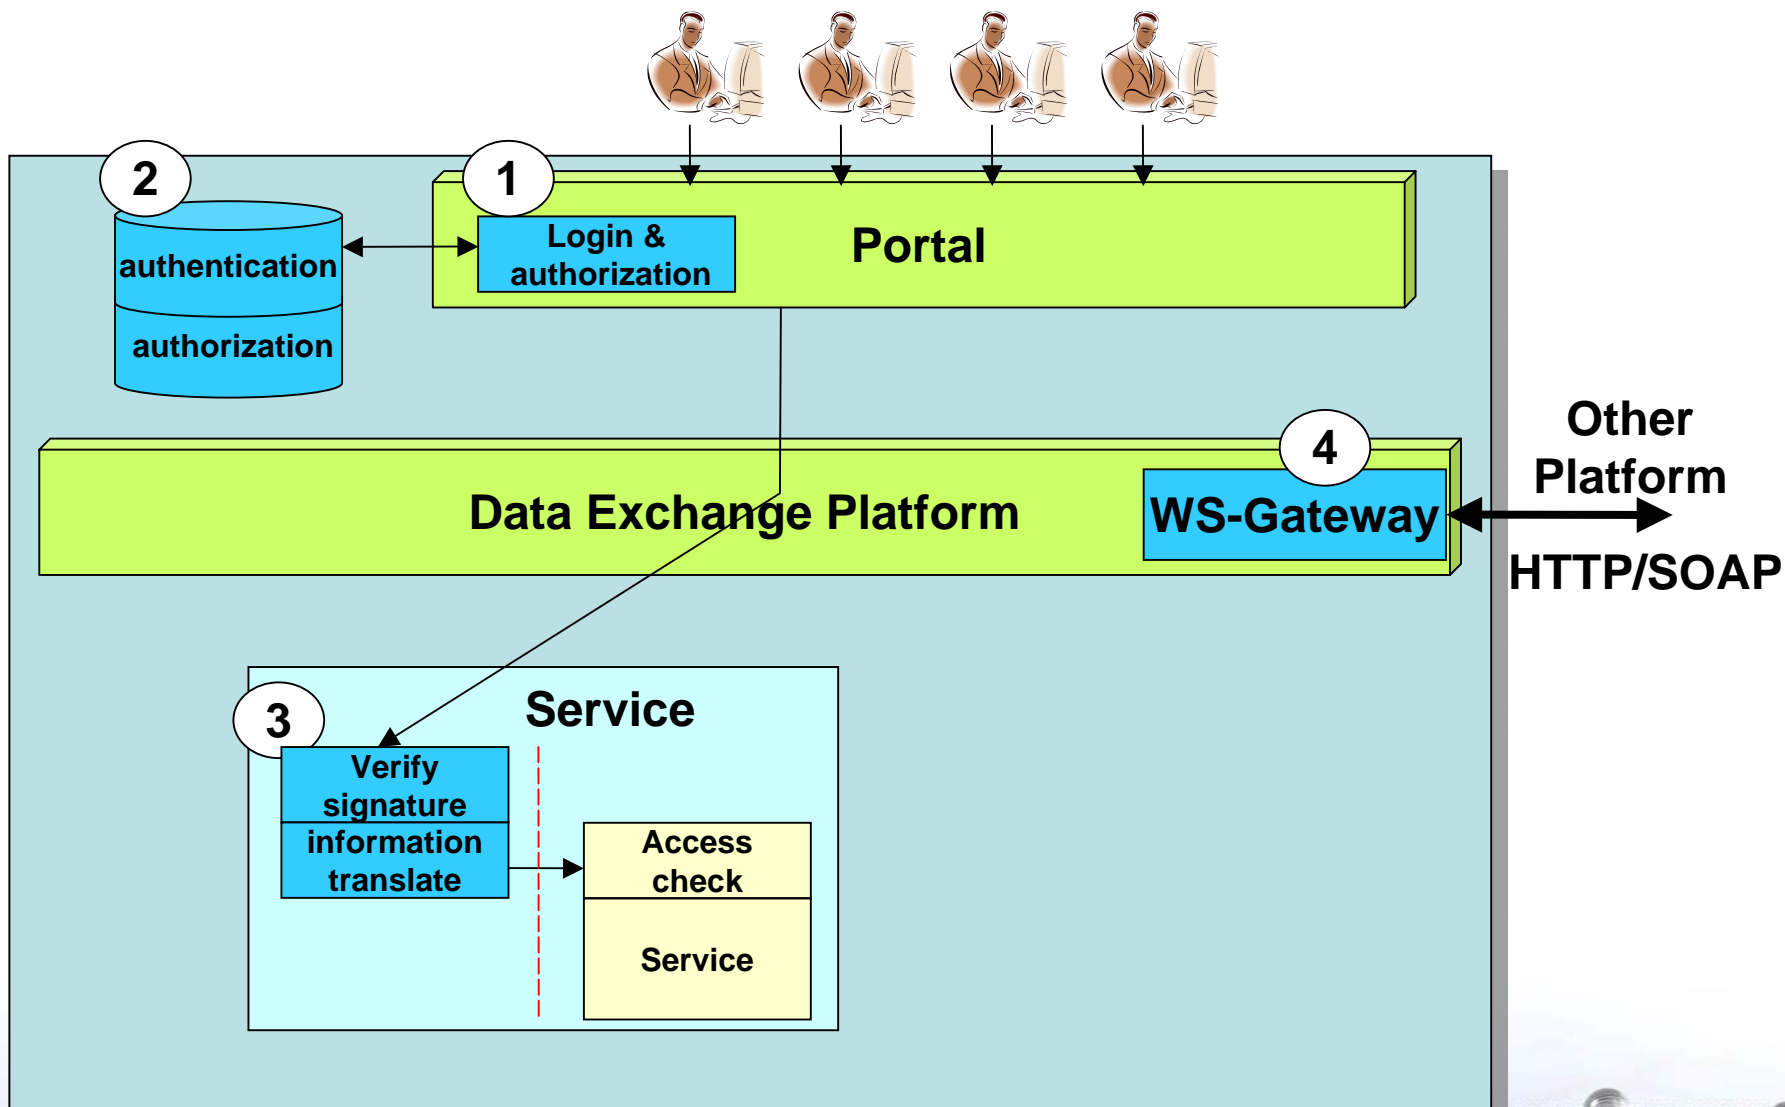 2
1
Login &
authorization
Portal
authentication
authorization
4
Other
Platform
Data Exchange Platform
WS-Gateway
HTTP/SOAP
3
Service
Verify
signature
information
translate
Access
check
Service